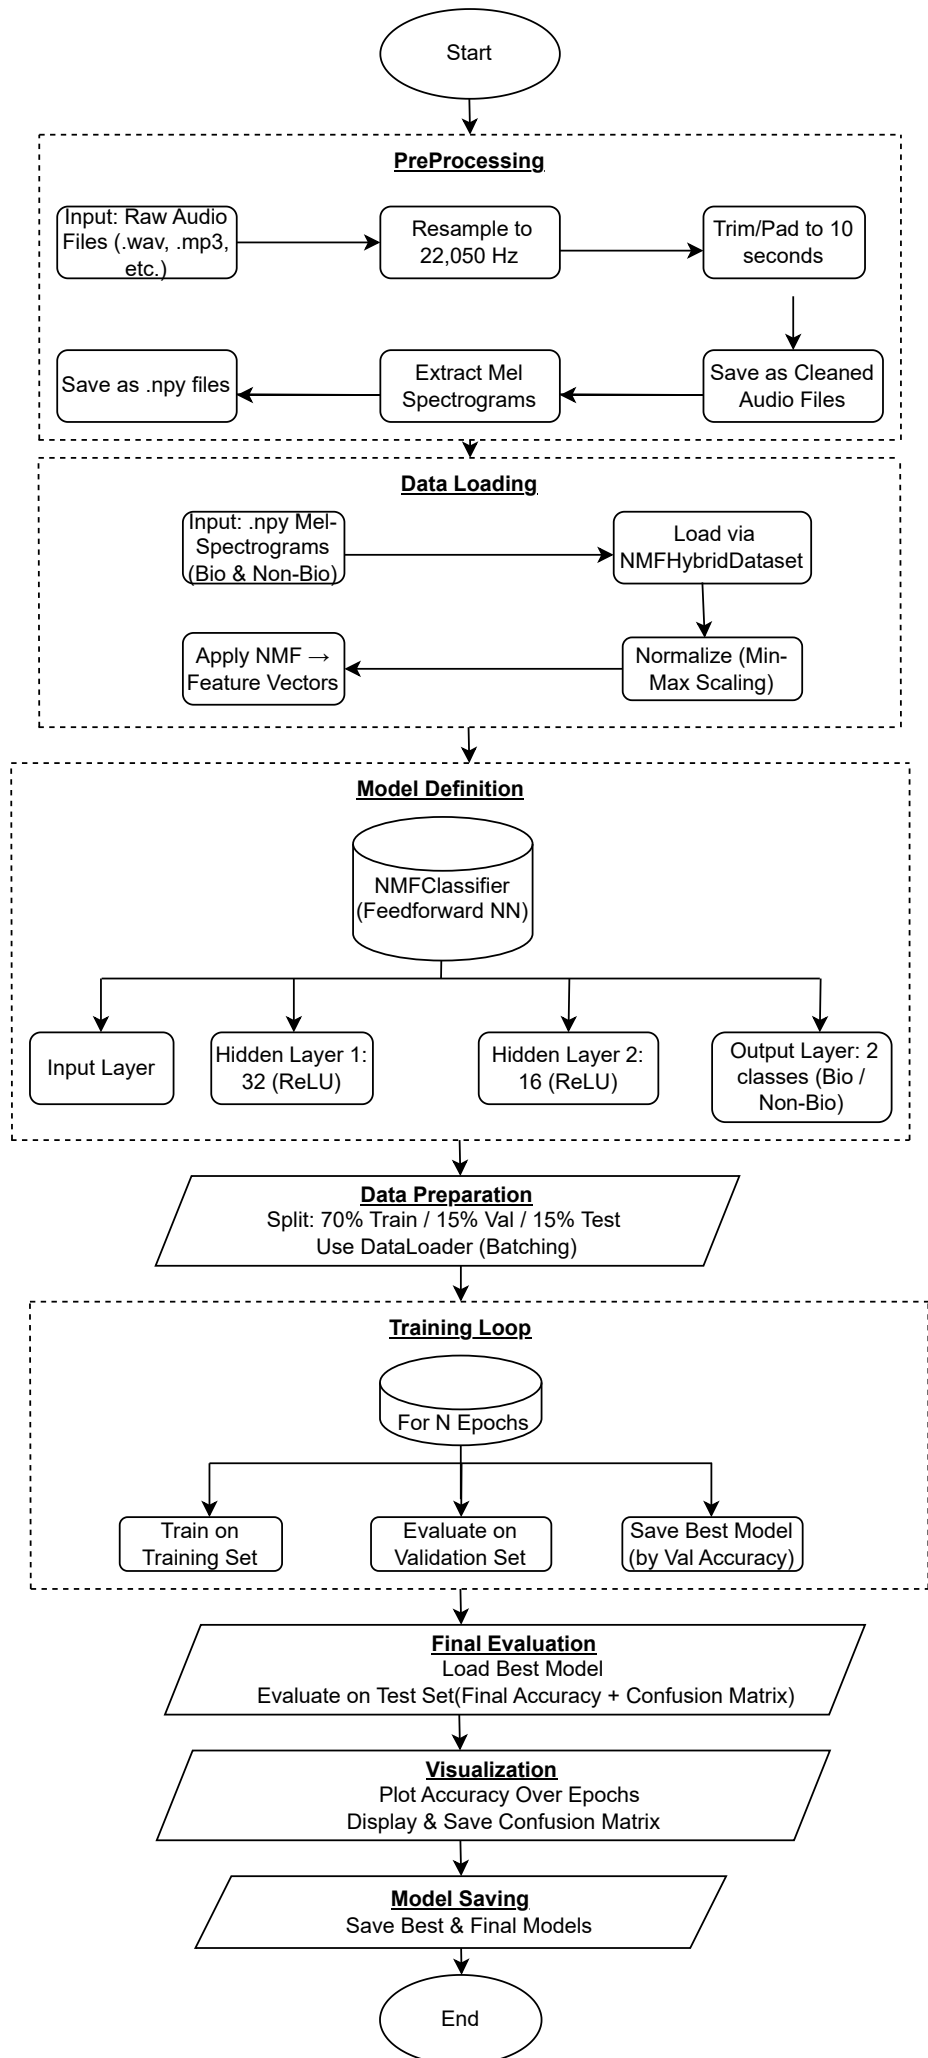 Start
PreProcessing
Input: Raw Audio
Files (.wav, .mp3,
etc.)
Resample to
22,050 Hz
Trim/Pad to 10
seconds
Save as .npy files
Extract Mel
Spectrograms
Save as Cleaned
Audio Files
Data Loading
Input: .npy Mel-
Spectrograms
(Bio & Non-Bio)
Load via
NMFHybridDataset
Apply NMF →
Feature Vectors
Normalize (Min-
Max Scaling)
Model Definition
NMFClassifier
(Feedforward NN)
Input Layer
Hidden Layer 1:
32 (ReLU)
Hidden Layer 2:
16 (ReLU)
Output Layer: 2
classes (Bio /
Non-Bio)
Data Preparation
Split: 70% Train / 15% Val / 15% Test
Use DataLoader (Batching)
Training Loop
For N Epochs
Train on
Training Set
Evaluate on
Validation Set
Save Best Model
(by Val Accuracy)
Final Evaluation
Load Best Model
Evaluate on Test Set(Final Accuracy + Confusion Matrix)
Visualization
Plot Accuracy Over Epochs
Display & Save Confusion Matrix
Model Saving
Save Best & Final Models
End